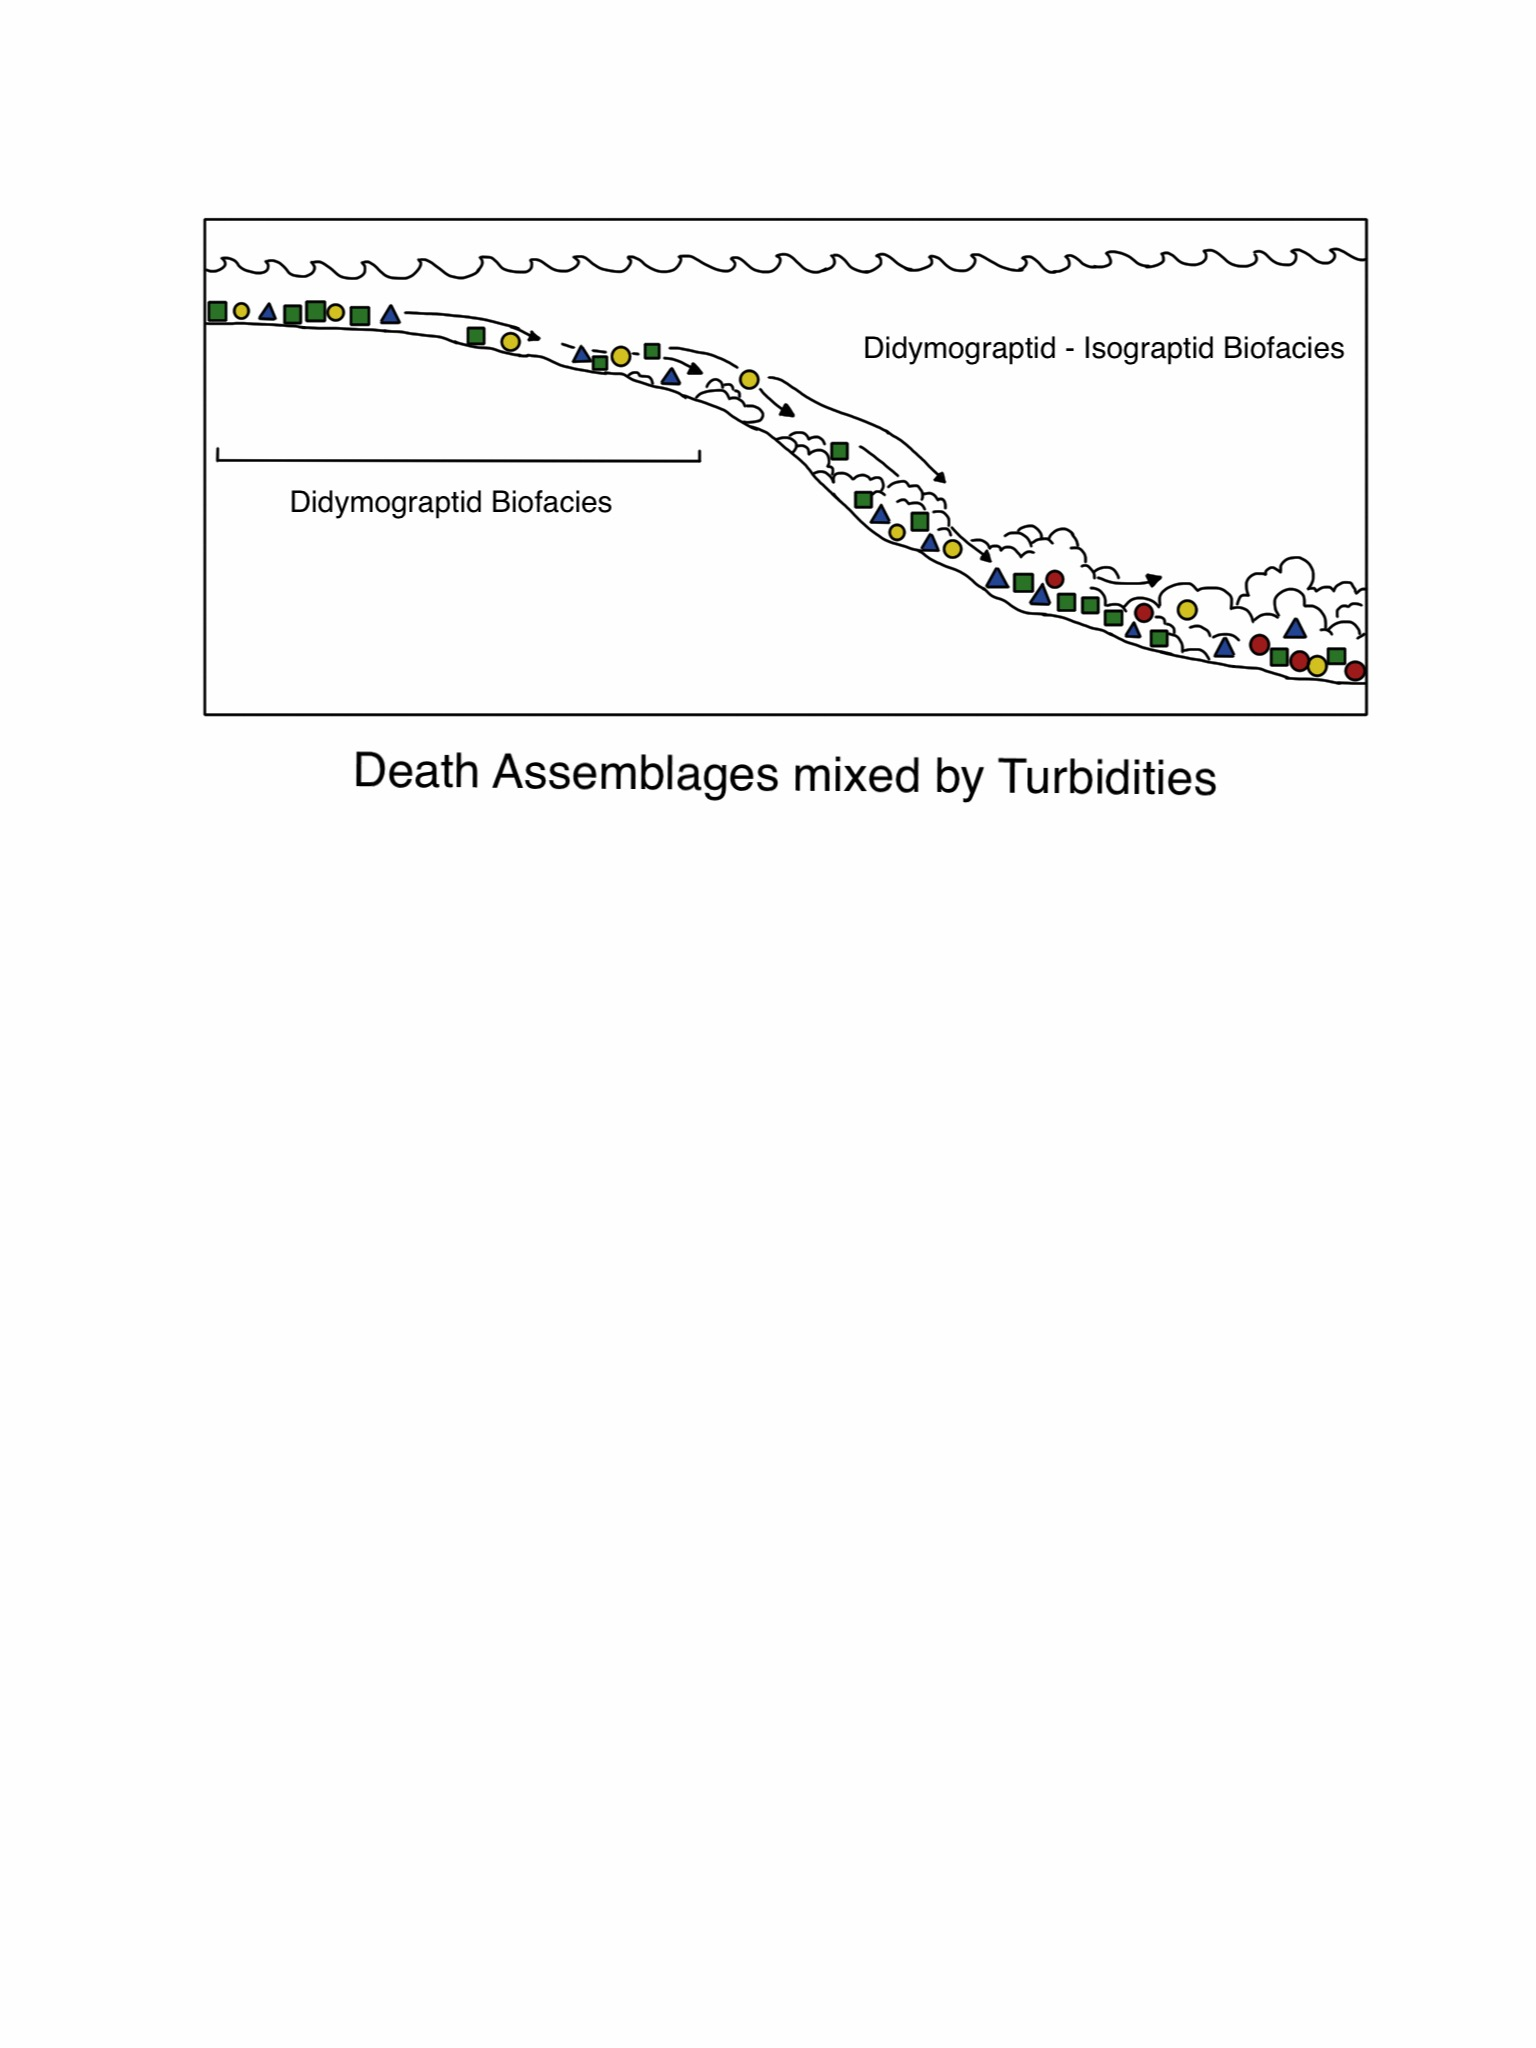 Didymograptid - Isograptid Biofacies
Didymograptid Biofacies
Death Assemblages mixed by Turbidities